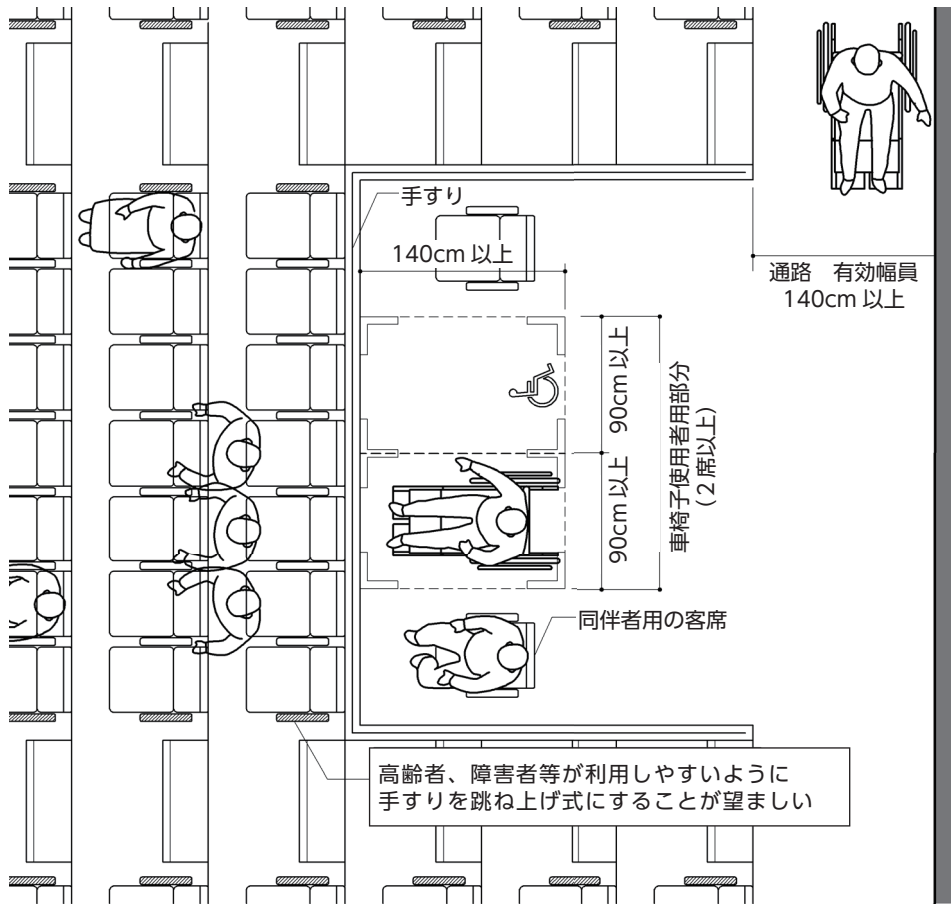 手すり
140cm 以上
通路　有効幅員
140cm 以上
90cm 以上
90cm 以上
車椅子使用者用部分
（２席以上）
同伴者用の客席
高齢者、障害者等が利用しやすいように
手すりを跳ね上げ式にすることが望ましい